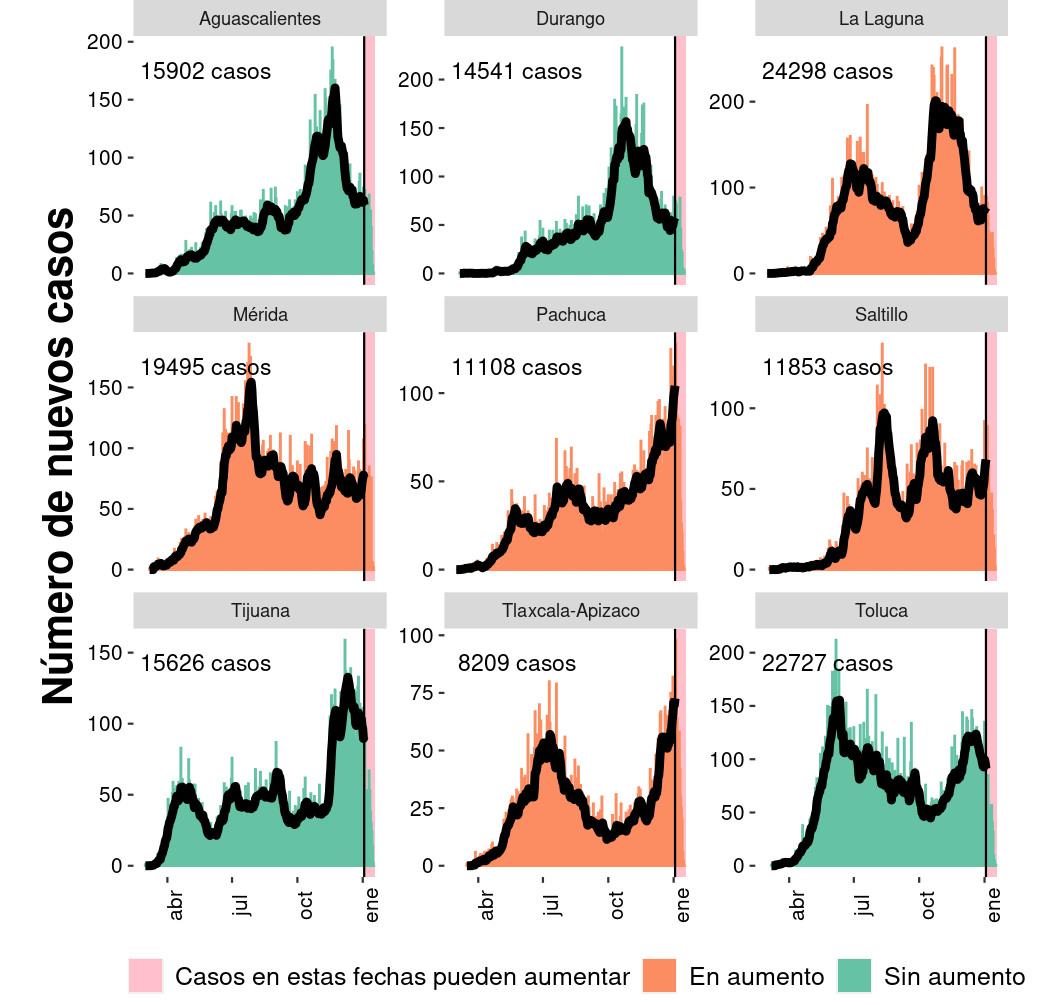 Aguascalientes
Durango
La Laguna
200
150
100
50
0
15902 casos
200
150
100
50
0
14541 casos
200
100
0
24298 casos
Mérida
Pachuca
Saltillo
150
100
50
0
19495 casos
100
50
0
11108 casos
100
50
0
11853 casos
Tijuana
Tlaxcala-Apizaco
Toluca
150
100
50
0
15626 casos
100
75
50
25
0
8209 casos
200
150
100
50
0
22727 casos
abr
jul
oct
ene
abr
jul
oct
ene
abr
jul
oct
ene
Número de nuevos casos
Casos en estas fechas pueden aumentar
En aumento
Sin aumento